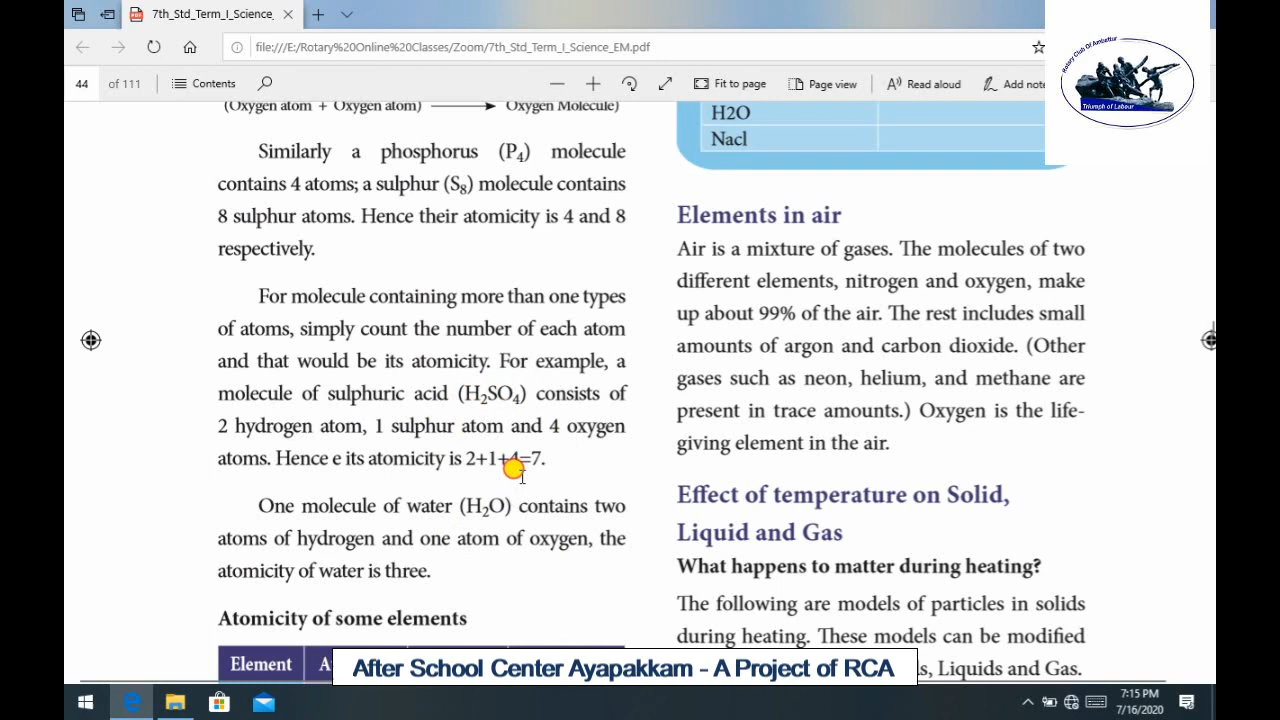 7th_Std_Term_I_Science_
file:///E:/Rotary%20Online%20Classes/Zoom/7th_Std_Term_I_Science_EM.pdf
44 of 111 Contents Fit to page Page view Read aloud Add note
Rotary Club Of Ambattur
Triumph of Labour
(Oxygen atom + Oxygen atom) ⟶ Oxygen Molecule)
Similarly a phosphorus (P₄) molecule
contains 4 atoms; a sulphur (S₈) molecule contains
8 sulphur atoms. Hence their atomicity is 4 and 8
respectively.
For molecule containing more than one types
of atoms, simply count the number of each atom
and that would be its atomicity. For example, a
molecule of sulphuric acid (H₂SO₄) consists of
2 hydrogen atom, 1 sulphur atom and 4 oxygen
atoms. Hence e its atomicity is 2+1+4=7.
One molecule of water (H₂O) contains two
atoms of hydrogen and one atom of oxygen, the
atomicity of water is three.
Atomicity of some elements
Element
H2O
Nacl
Elements in air
Air is a mixture of gases. The molecules of two
different elements, nitrogen and oxygen, make
up about 99% of the air. The rest includes small
amounts of argon and carbon dioxide. (Other
gases such as neon, helium, and methane are
present in trace amounts.) Oxygen is the life-
giving element in the air.
Effect of temperature on Solid,
Liquid and Gas
What happens to matter during heating?
The following are models of particles in solids
during heating. These models can be modified
s, Liquids and Gas.
After School Center Ayapakkam - A Project of RCA
7:15 PM
7/16/2020